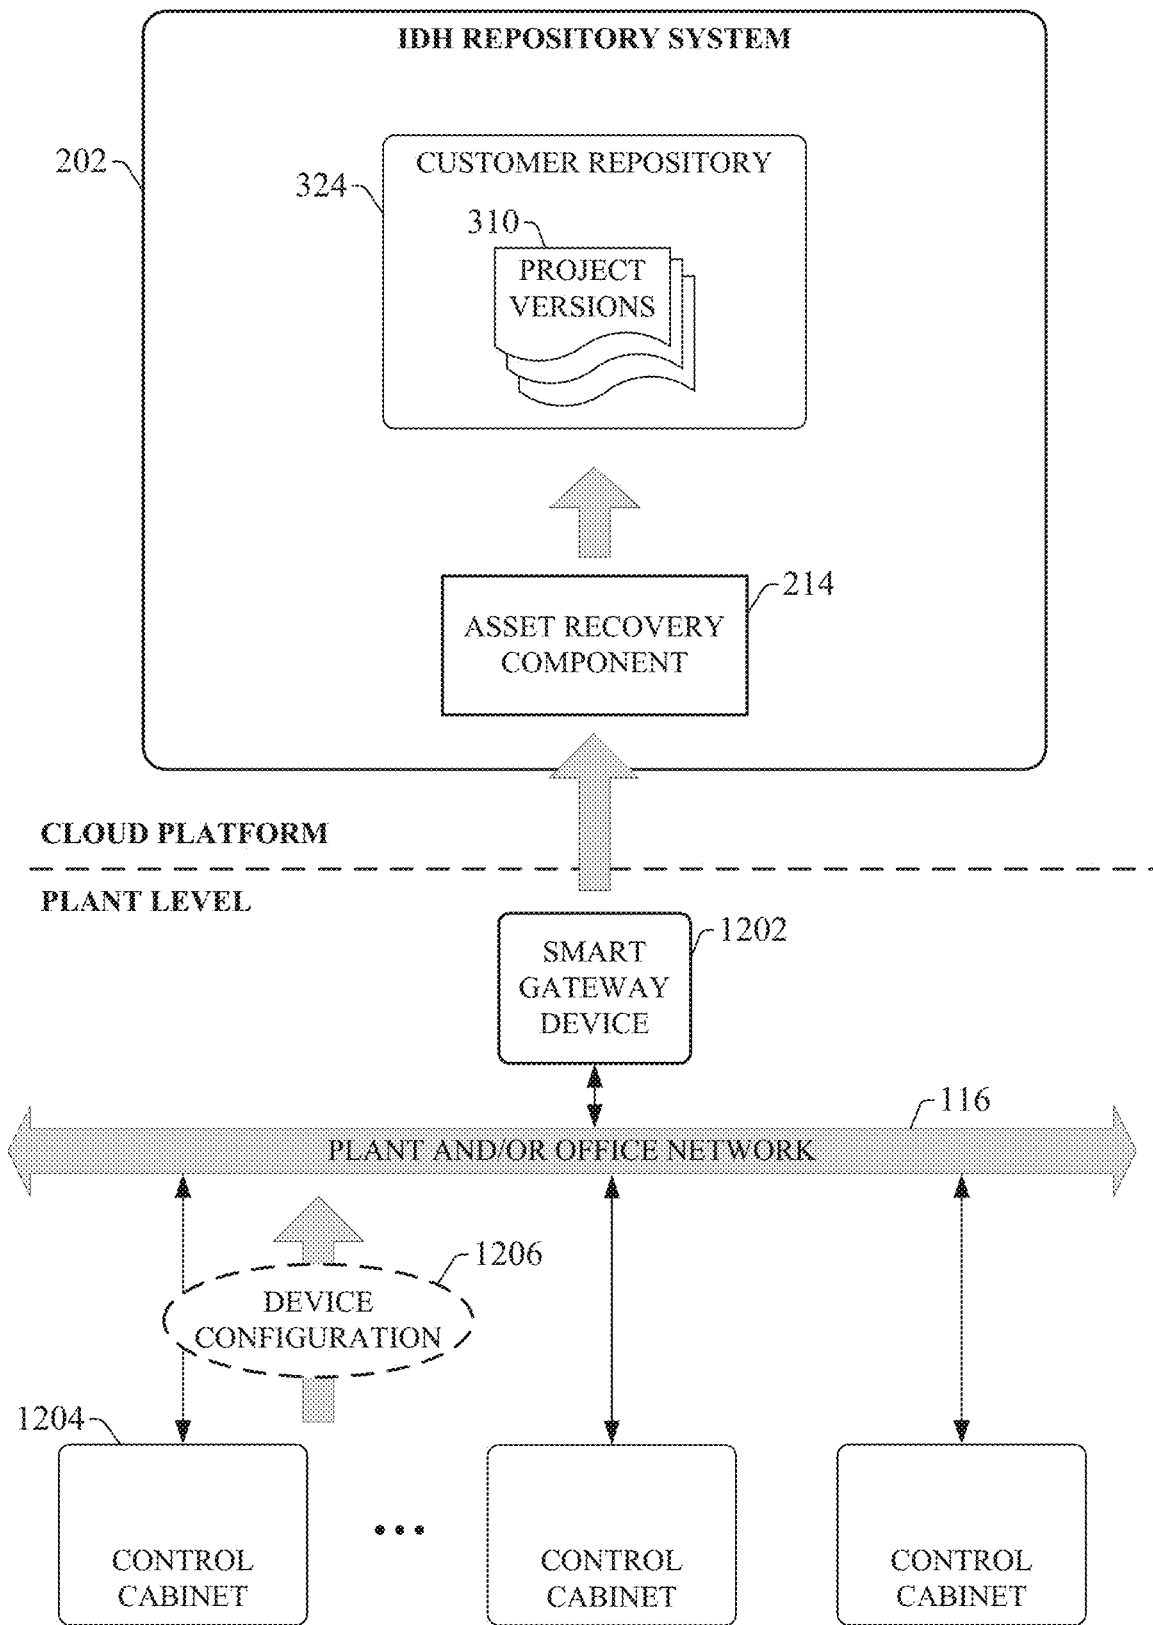 IDH REPOSITORY SYSTEM
202
324
CUSTOMER REPOSITORY
310
PROJECT
VERSIONS
214
ASSET RECOVERY
COMPONENT
CLOUD PLATFORM
PLANT LEVEL
1202
SMART
GATEWAY
DEVICE
116
PLANT AND/OR OFFICE NETWORK
1206
DEVICE
CONFIGURATION
1204
CONTROL
CABINET
•••
CONTROL
CABINET
CONTROL
CABINET